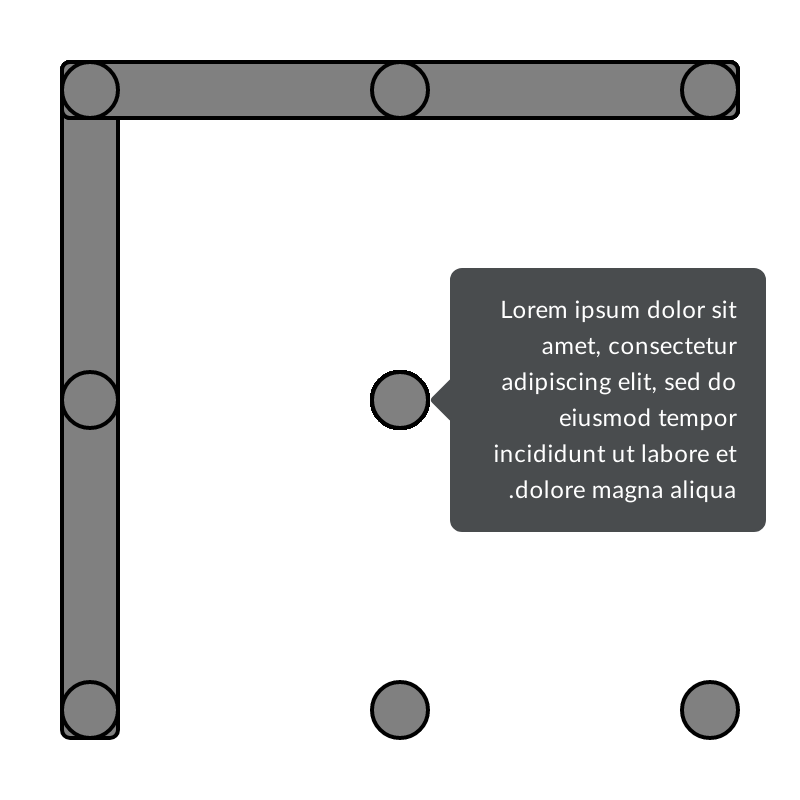 Lorem ipsum dolor sit
amet, consectetur
adipiscing elit, sed do
eiusmod tempor
incididunt ut labore et
.dolore magna aliqua